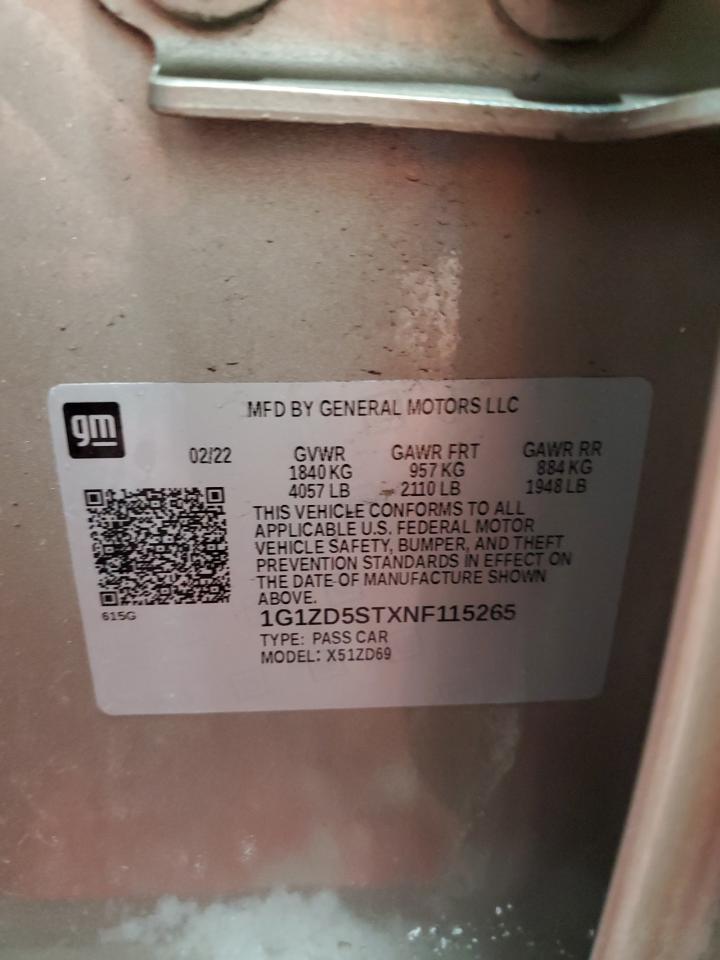 gm
MFD BY GENERAL MOTORS LLC
02/22 GVWR GAWR FRT GAWR RR
1840 KG 957 KG 884 KG
4057 LB 2110 LB 1948 LB
THIS VEHICLE CONFORMS TO ALL
APPLICABLE U.S. FEDERAL MOTOR
VEHICLE SAFETY, BUMPER, AND THEFT
PREVENTION STANDARDS IN EFFECT ON
THE DATE OF MANUFACTURE SHOWN
ABOVE.
615G
1G1ZD5STXNF115265
TYPE: PASS CAR
MODEL: X51ZD69